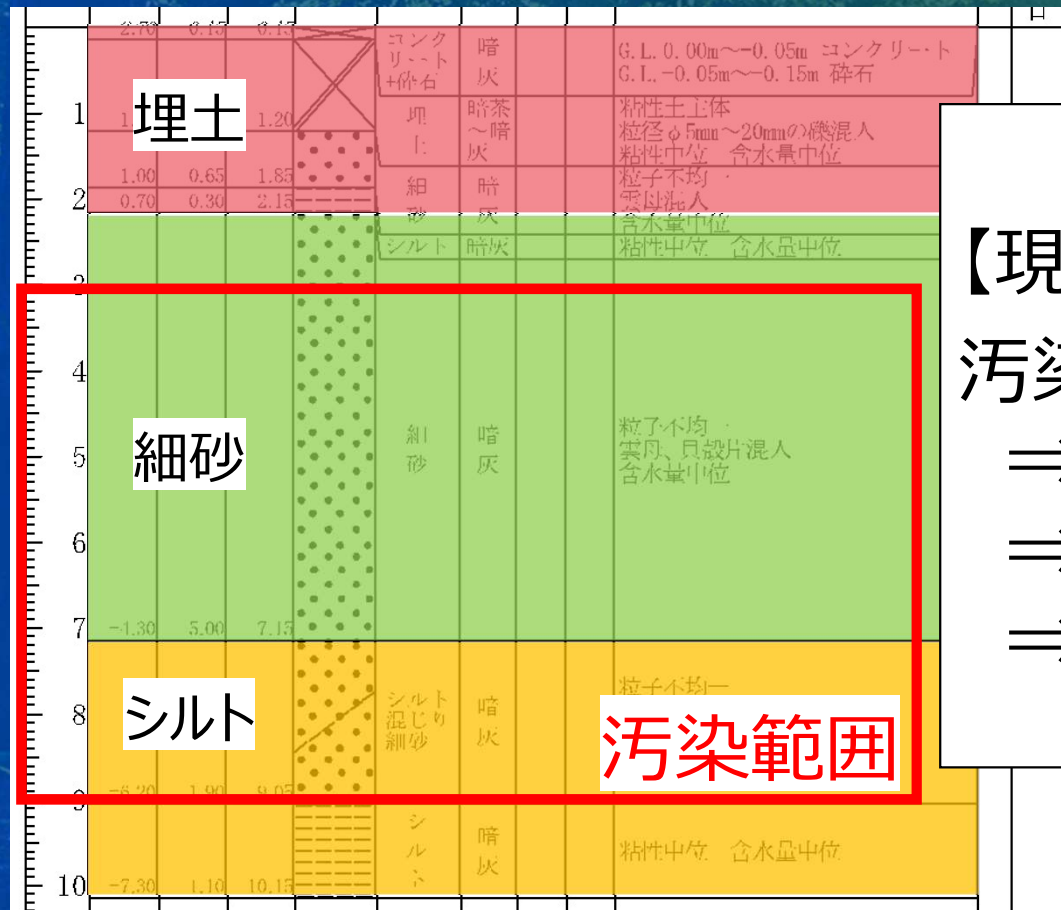 2.70 0.15 0.15
コンク
リート
+砕石
暗
灰
G.L. 0.00m～-0.05m コンクリート
G.L. -0.05m～-0.15m 砕石
日
1
埋土
1.20
埋
土
暗茶
～暗
灰
粘性土主体
粒径φ5mm～20mmの礫混入
粘性中位 含水量中位
1.00 0.65 1.85
細
砂
暗
灰
粒子不均一
雲母混入
含水量中位
2
0.70 0.30 2.15
シルト 暗灰 粘性中位 含水量中位
【現
汚染
⇒
⇒
⇒
4
細砂
5
細
砂
暗
灰
粒子不均一
雲母、貝殻片混入
含水量中位
6
7
-4.30 5.00 7.15
シルト
8
シルト
混じり
細砂
暗
灰
粒子不均一
汚染範囲
-6.20 1.90 9.05
9
シ
ル
ト
暗
灰
粘性中位 含水量中位
10
-7.30 1.10 10.15